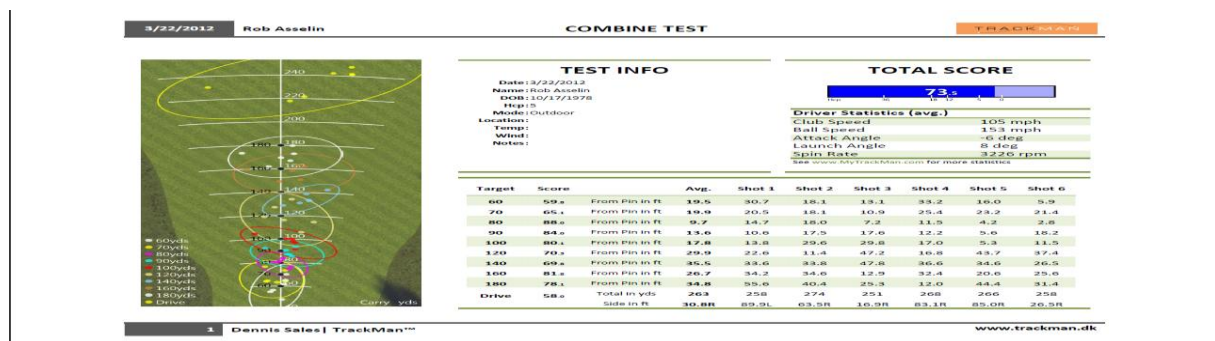 3/22/2012 Rob Asselin COMBINE TEST TRACKMAN
TEST INFO
Date: 3/22/2012
Name: Rob Asselin
DOB: 10/17/1978
Hcp: 5
Mode: Outdoor
Location:
Temp:
Wind:
Notes:
TOTAL SCORE
73.5
Driver Statistics (avg.)
Club Speed 105 mph
Ball Speed 153 mph
Attack Angle -6 deg
Launch Angle 8 deg
Spin Rate 3226 rpm
See www.MyTrackMan.com for more statistics
240
220
200
180 180
160 160
140 140
120 120
100 100
60yds
70yds
80yds
90yds
100yds
120yds
140yds
160yds
180yds
Drive
Carry yds
Target Score Avg. Shot 1 Shot 2 Shot 3 Shot 4 Shot 5 Shot 6
60 59. From Pin in ft 19.5 30.7 18.1 13.1 33.2 16.0 5.9
70 65. From Pin in ft 19.9 20.5 18.1 10.9 25.4 23.2 21.4
80 88. From Pin in ft 9.7 14.7 18.0 7.2 11.5 4.2 2.8
90 84. From Pin in ft 13.6 10.6 17.5 17.6 12.2 5.6 18.2
100 80. From Pin in ft 17.8 13.8 29.6 29.8 17.0 5.3 11.5
120 70. From Pin in ft 29.9 22.6 11.4 47.2 16.8 43.7 37.4
140 69. From Pin in ft 35.5 33.6 33.8 47.8 36.6 34.6 26.5
160 81. From Pin in ft 26.7 34.2 34.6 12.9 32.4 20.6 25.6
180 78. From Pin in ft 34.8 55.6 40.4 25.3 12.0 44.4 31.4
Drive 58. Total in yds 263 258 274 251 268 266 258
Side in ft 30.8R 89.9L 63.5R 16.9R 83.1R 85.0R 26.5R
1 Dennis Sales| TrackMan™ www.trackman.dk